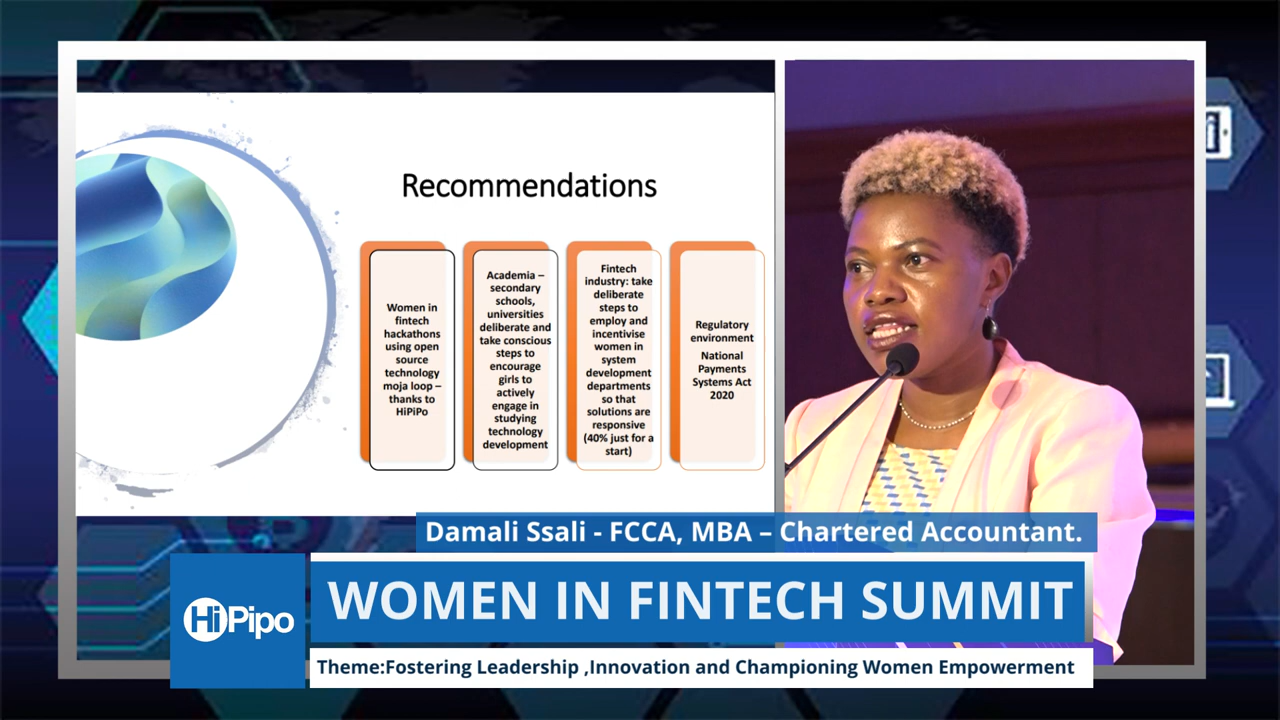 Recommendations
Women in
fintech
hackathons
using open
source
technology
moja loop –
thanks to
HiPiPo
Academia –
secondary
schools,
universities
deliberate and
take conscious
steps to
encourage
girls to
actively
engage in
studying
technology
development
Fintech
industry: take
deliberate
steps to
employ and
incentivise
women in
system
development
departments
so that
solutions are
responsive
(40% just for a
start)
Regulatory
environment
National
Payments
Systems Act
2020
Damali Ssali - FCCA, MBA – Chartered Accountant.
HiPipo
WOMEN IN FINTECH SUMMIT
Theme:Fostering Leadership ,Innovation and Championing Women Empowerment